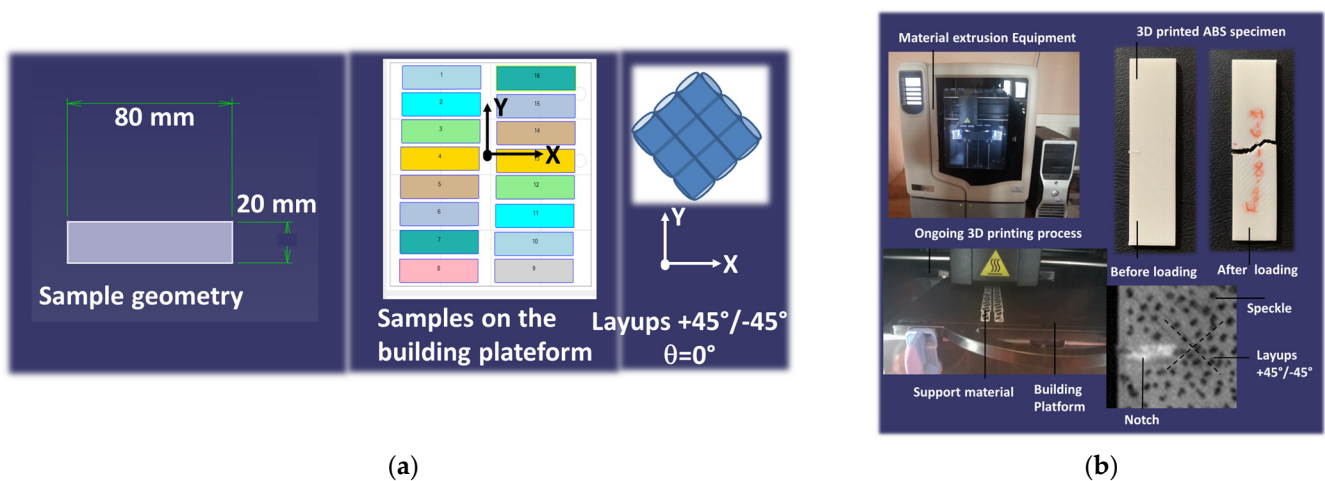 80 mm
20 mm
Sample geometry
1
2
3
4
5
6
7
8
16
15
14
13
12
11
10
9
Y
X
Samples on the
building plateform
Y
X
Layups +45°/-45°
θ=0°
(a)
Material extrusion Equipment
3D printed ABS specimen
Ongoing 3D printing process
Before loading
After loading
Speckle
Layups
+45°/-45°
Support material
Building
Platform
Notch
(b)